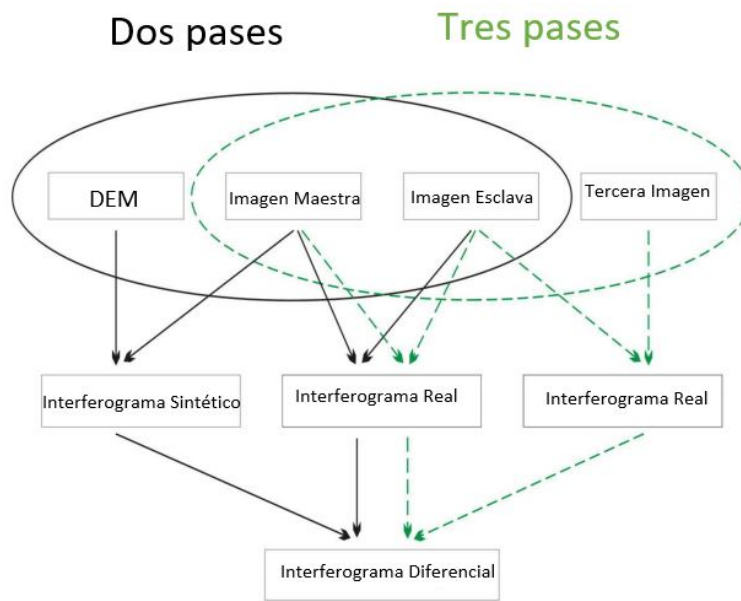 Dos pases
Tres pases
DEM
Imagen Maestra
Imagen Esclava
Tercera Imagen
Interferograma Sintético
Interferograma Real
Interferograma Real
Interferograma Diferencial